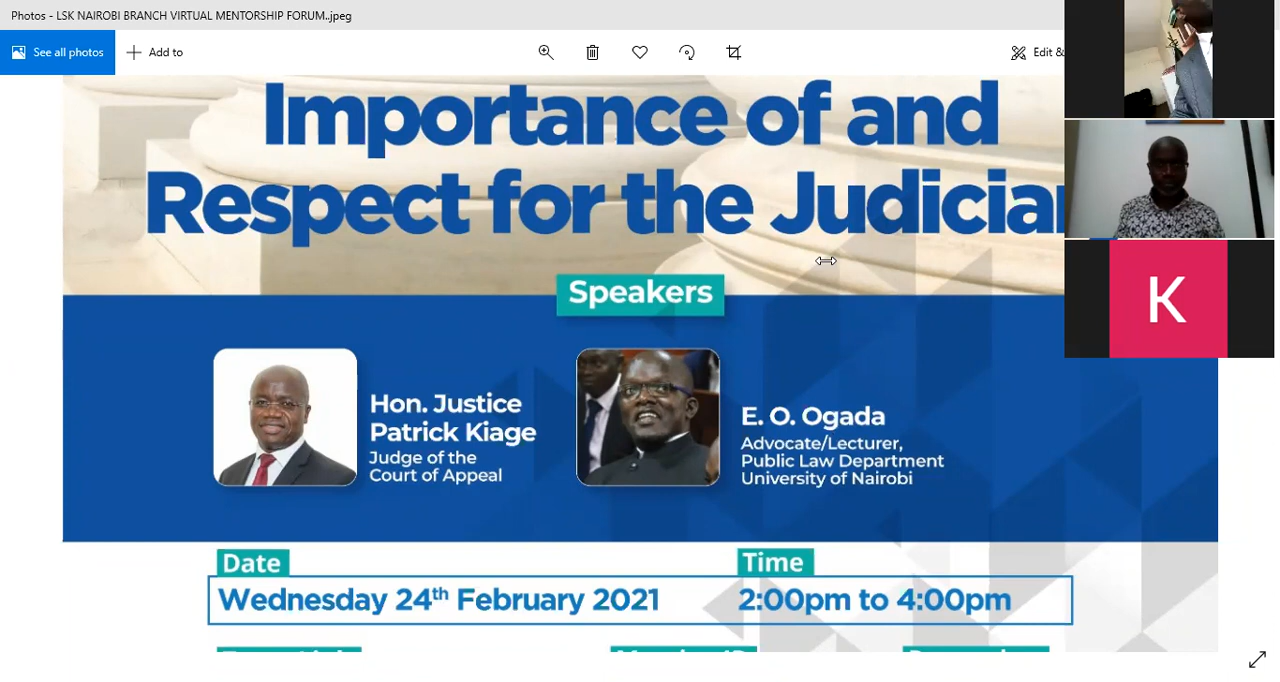 Photos - LSK NAIROBI BRANCH VIRTUAL MENTORSHIP FORUM..jpeg
See all photos
Add to
Edit &
Importance of and
Respect for the Judiciar
Speakers
K
Hon. Justice
Patrick Kiage
Judge of the
Court of Appeal
E. O. Ogada
Advocate/Lecturer,
Public Law Department
University of Nairobi
Date
Time
Wednesday 24th February 2021
2:00pm to 4:00pm